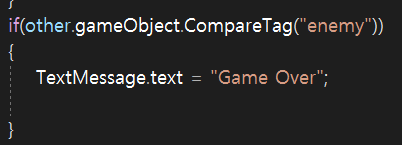 }
if(other.gameObject.CompareTag("enemy"))
{
TextMessage.text = "Game Over";
}